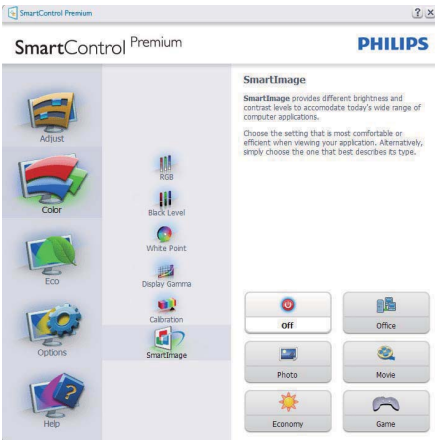 SmartControl Premium
SmartControl Premium
PHILIPS
Adjust
Color
Eco
Options
Help
RGB
Black Level
White Point
Display Gamma
Calibration
SmartImage
SmartImage
SmartImage provides different brightness and
contrast levels to accomodate today's wide range of
computer applications.
Choose the setting that is most comfortable or
efficient when viewing your application. Alternatively,
simply choose the one that best describes its type.
Off
Office
Photo
Movie
Economy
Game